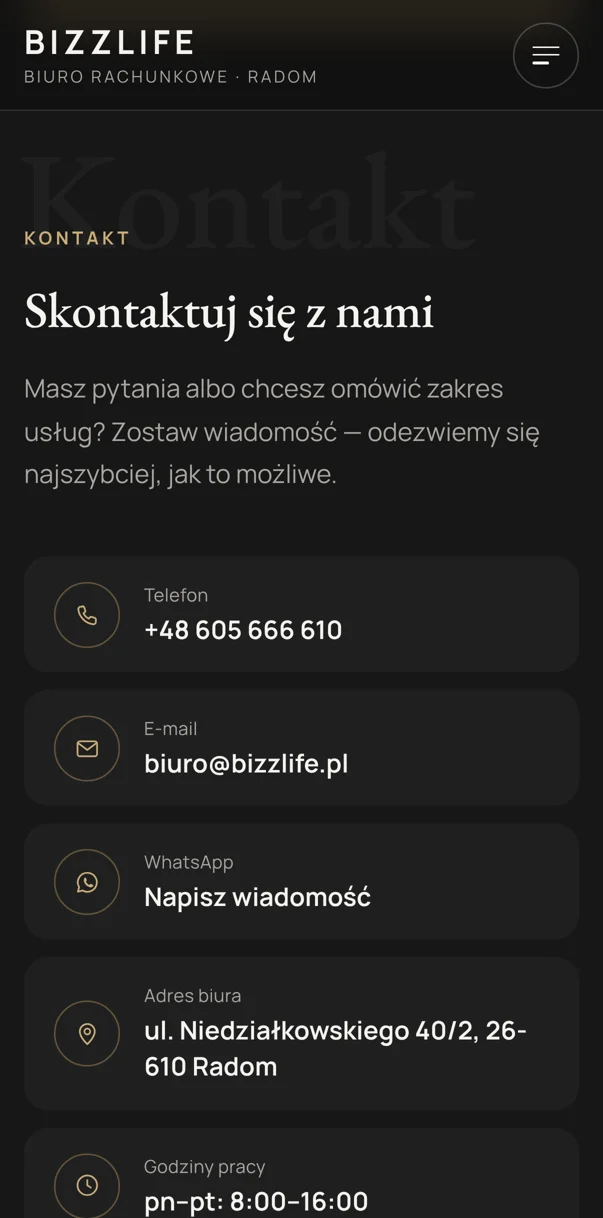 BIZZLIFE
BIURO RACHUNKOWE · RADOM
Kontakt
KONTAKT
Skontaktuj się z nami
Masz pytania albo chcesz omówić zakres
usług? Zostaw wiadomość — odezwiemy się
najszybciej, jak to możliwe.
Telefon
+48 605 666 610
E-mail
biuro@bizzlife.pl
WhatsApp
Napisz wiadomość
Adres biura
ul. Niedziałkowskiego 40/2, 26-
610 Radom
Godziny pracy
pn–pt: 8:00–16:00